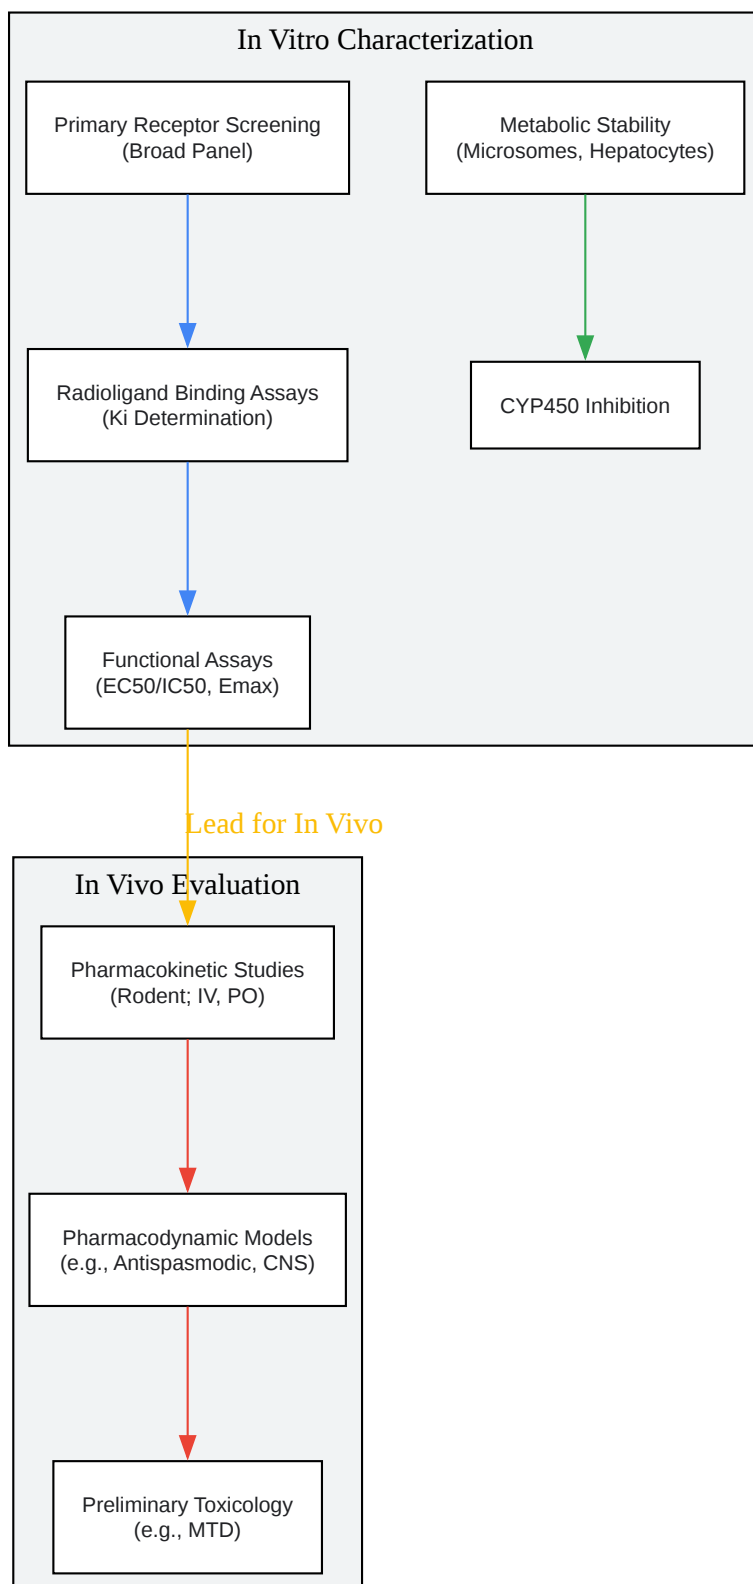 In Vitro Characterization
Primary Receptor Screening
(Broad Panel)
Metabolic Stability
(Microsomes, Hepatocytes)
Radioligand Binding Assays
(Ki Determination)
CYP450 Inhibition
Functional Assays
(EC50/IC50, Emax)
Lead for In Vivo
In Vivo Evaluation
Pharmacokinetic Studies
(Rodent; IV, PO)
Pharmacodynamic Models
(e.g., Antispasmodic, CNS)
Preliminary Toxicology
(e.g., MTD)